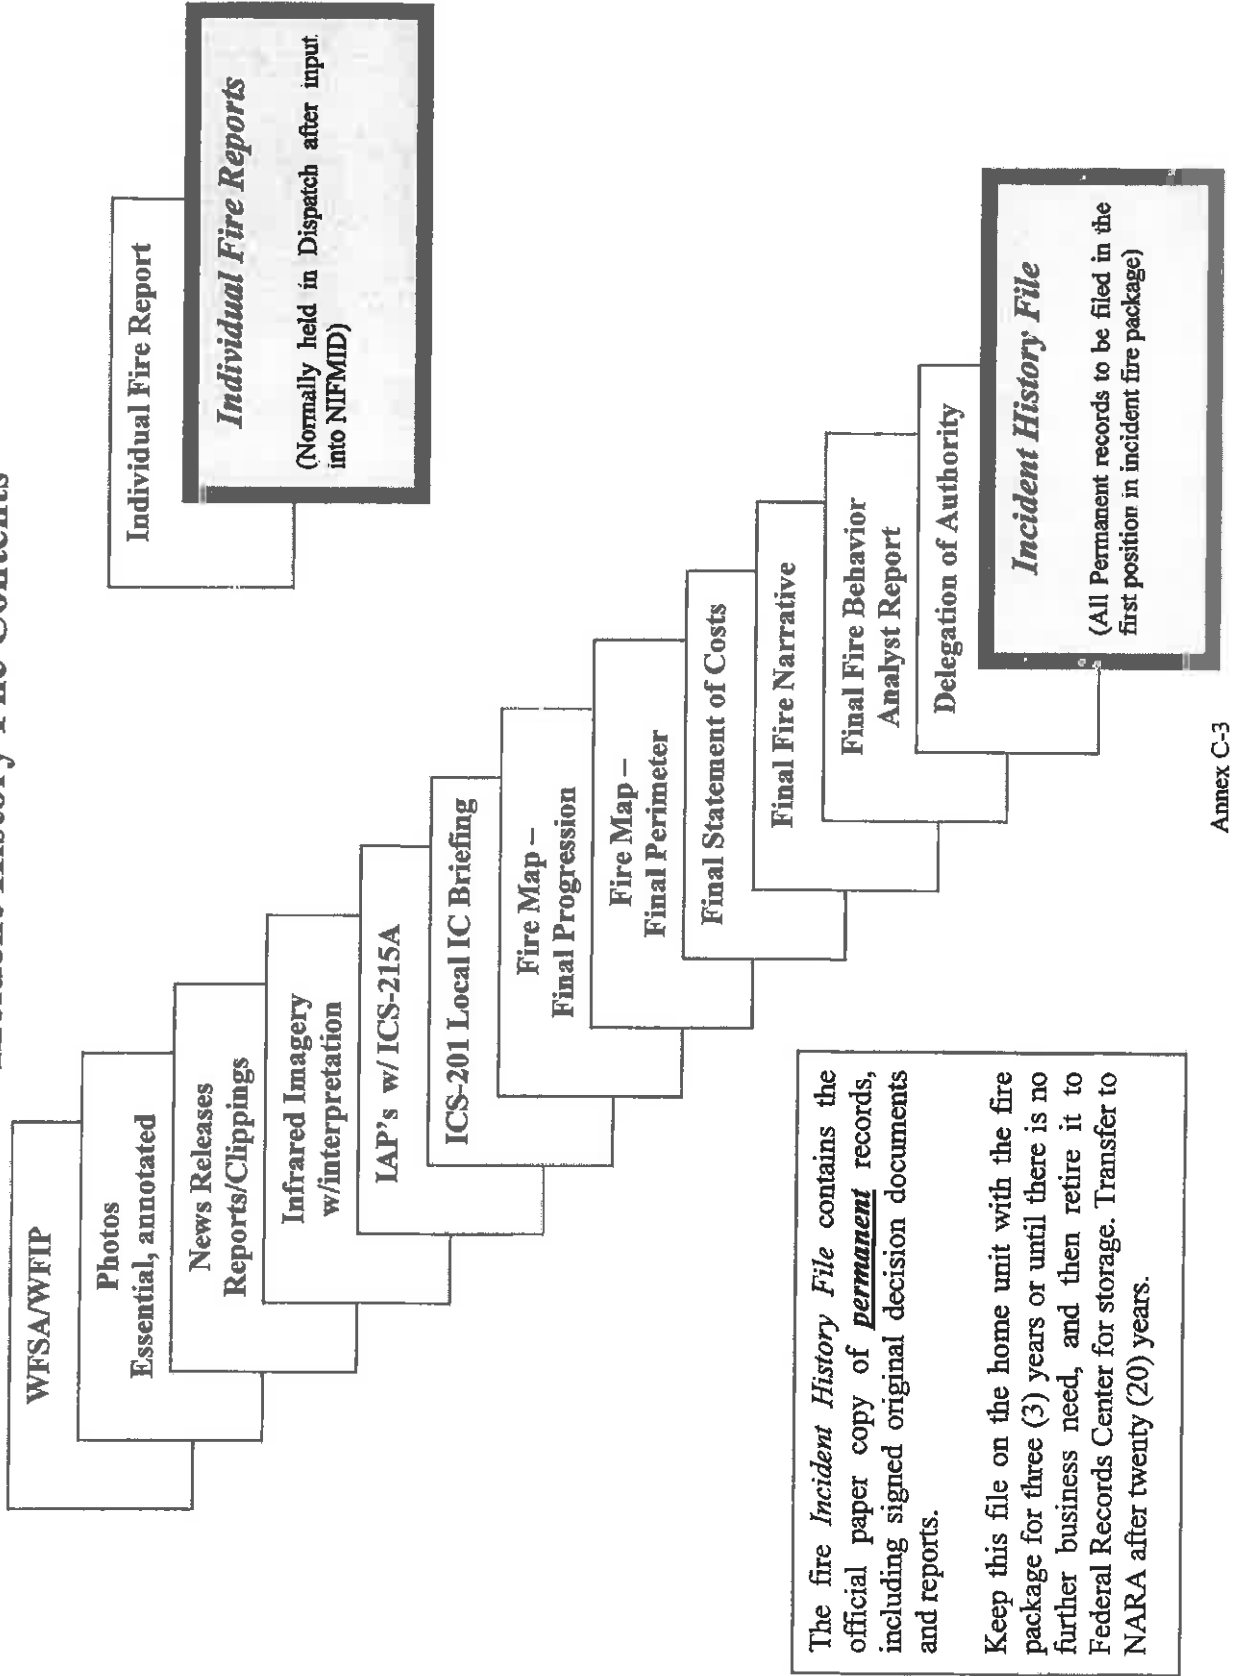 History File Contents
WFSA/WFIP
Photos
Essential, annotated
News Releases
Reports/Clippings
Infrared Imagery
w/interpretation
IAP's w/ ICS-215A
ICS-201 Local IC Briefing
Fire Map –
Final Progression
Fire Map –
Final Perimeter
Final Statement of Costs
Final Fire Narrative
Final Fire Behavior
Analyst Report
Delegation of Authority
Incident History File
(All Permanent records to be filed in the
first position in incident fire package)
Individual Fire Report
Individual Fire Reports
(Normally held in Dispatch after input
into NIFMID)
The fire Incident History File contains the
official paper copy of permanent records,
including signed original decision documents
and reports.
Keep this file on the home unit with the fire
package for three (3) years or until there is no
further business need, and then retire it to
Federal Records Center for storage. Transfer to
NARA after twenty (20) years.
Annex C-3